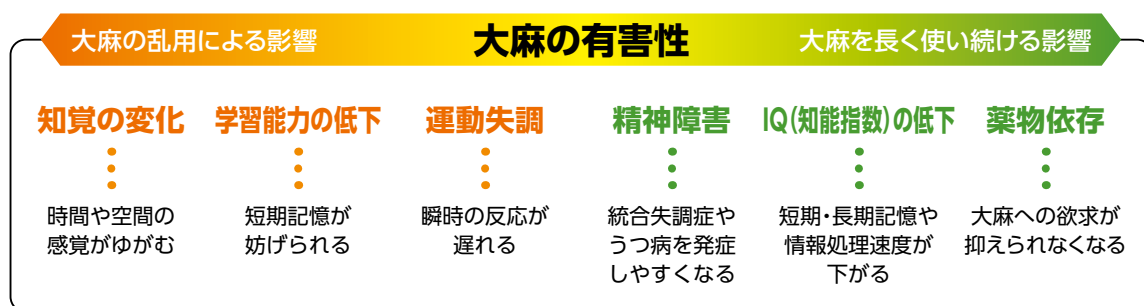 大麻の乱用による影響
大麻の有害性
大麻を長く使い続ける影響
知覚の変化
時間や空間の
感覚がゆがむ
学習能力の低下
短期記憶が
妨げられる
運動失調
瞬時の反応が
遅れる
精神障害
統合失調症や
うつ病を発症
しやすくなる
IQ(知能指数)の低下
短期・長期記憶や
情報処理速度が
下がる
薬物依存
大麻への欲求が
抑えられなくなる